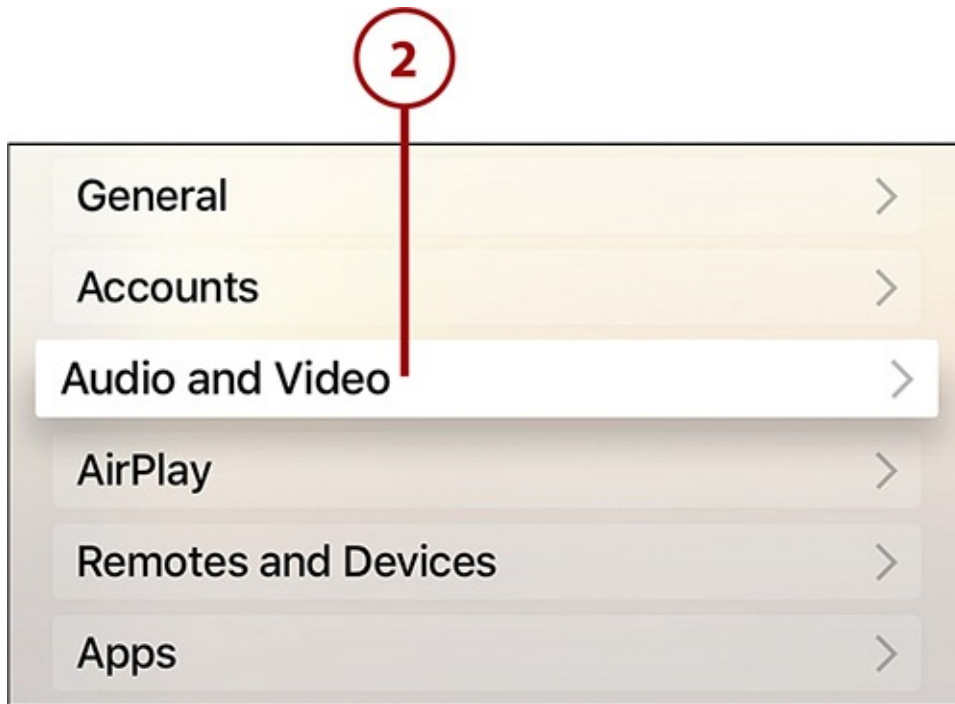 2
General
Accounts
Audio and Video
AirPlay
Remotes and Devices
Apps